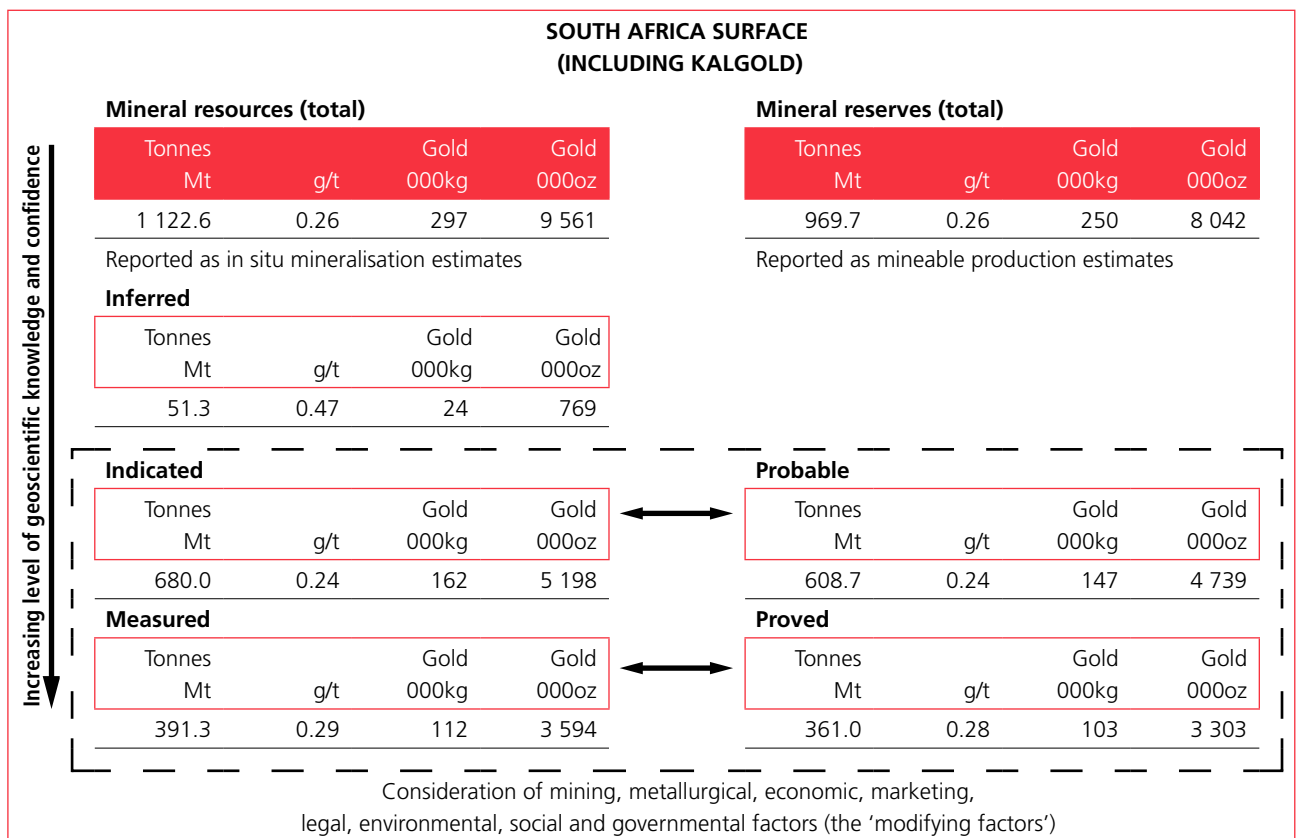 SOUTH AFRICA SURFACE
(INCLUDING KALGOLD)
Increasing level of geoscientific knowledge and confidence
Mineral resources (total)
Tonnes Gold Gold
Mt g/t 000kg 000oz
1 122.6 0.26 297 9 561
Reported as in situ mineralisation estimates
Mineral reserves (total)
Tonnes Gold Gold
Mt g/t 000kg 000oz
969.7 0.26 250 8 042
Reported as mineable production estimates
Inferred
Tonnes Gold Gold
Mt g/t 000kg 000oz
51.3 0.47 24 769
Indicated
Tonnes Gold Gold
Mt g/t 000kg 000oz
680.0 0.24 162 5 198
Probable
Tonnes Gold Gold
Mt g/t 000kg 000oz
608.7 0.24 147 4 739
Measured
Tonnes Gold Gold
Mt g/t 000kg 000oz
391.3 0.29 112 3 594
Proved
Tonnes Gold Gold
Mt g/t 000kg 000oz
361.0 0.28 103 3 303
Consideration of mining, metallurgical, economic, marketing,
legal, environmental, social and governmental factors (the ‘modifying factors’)